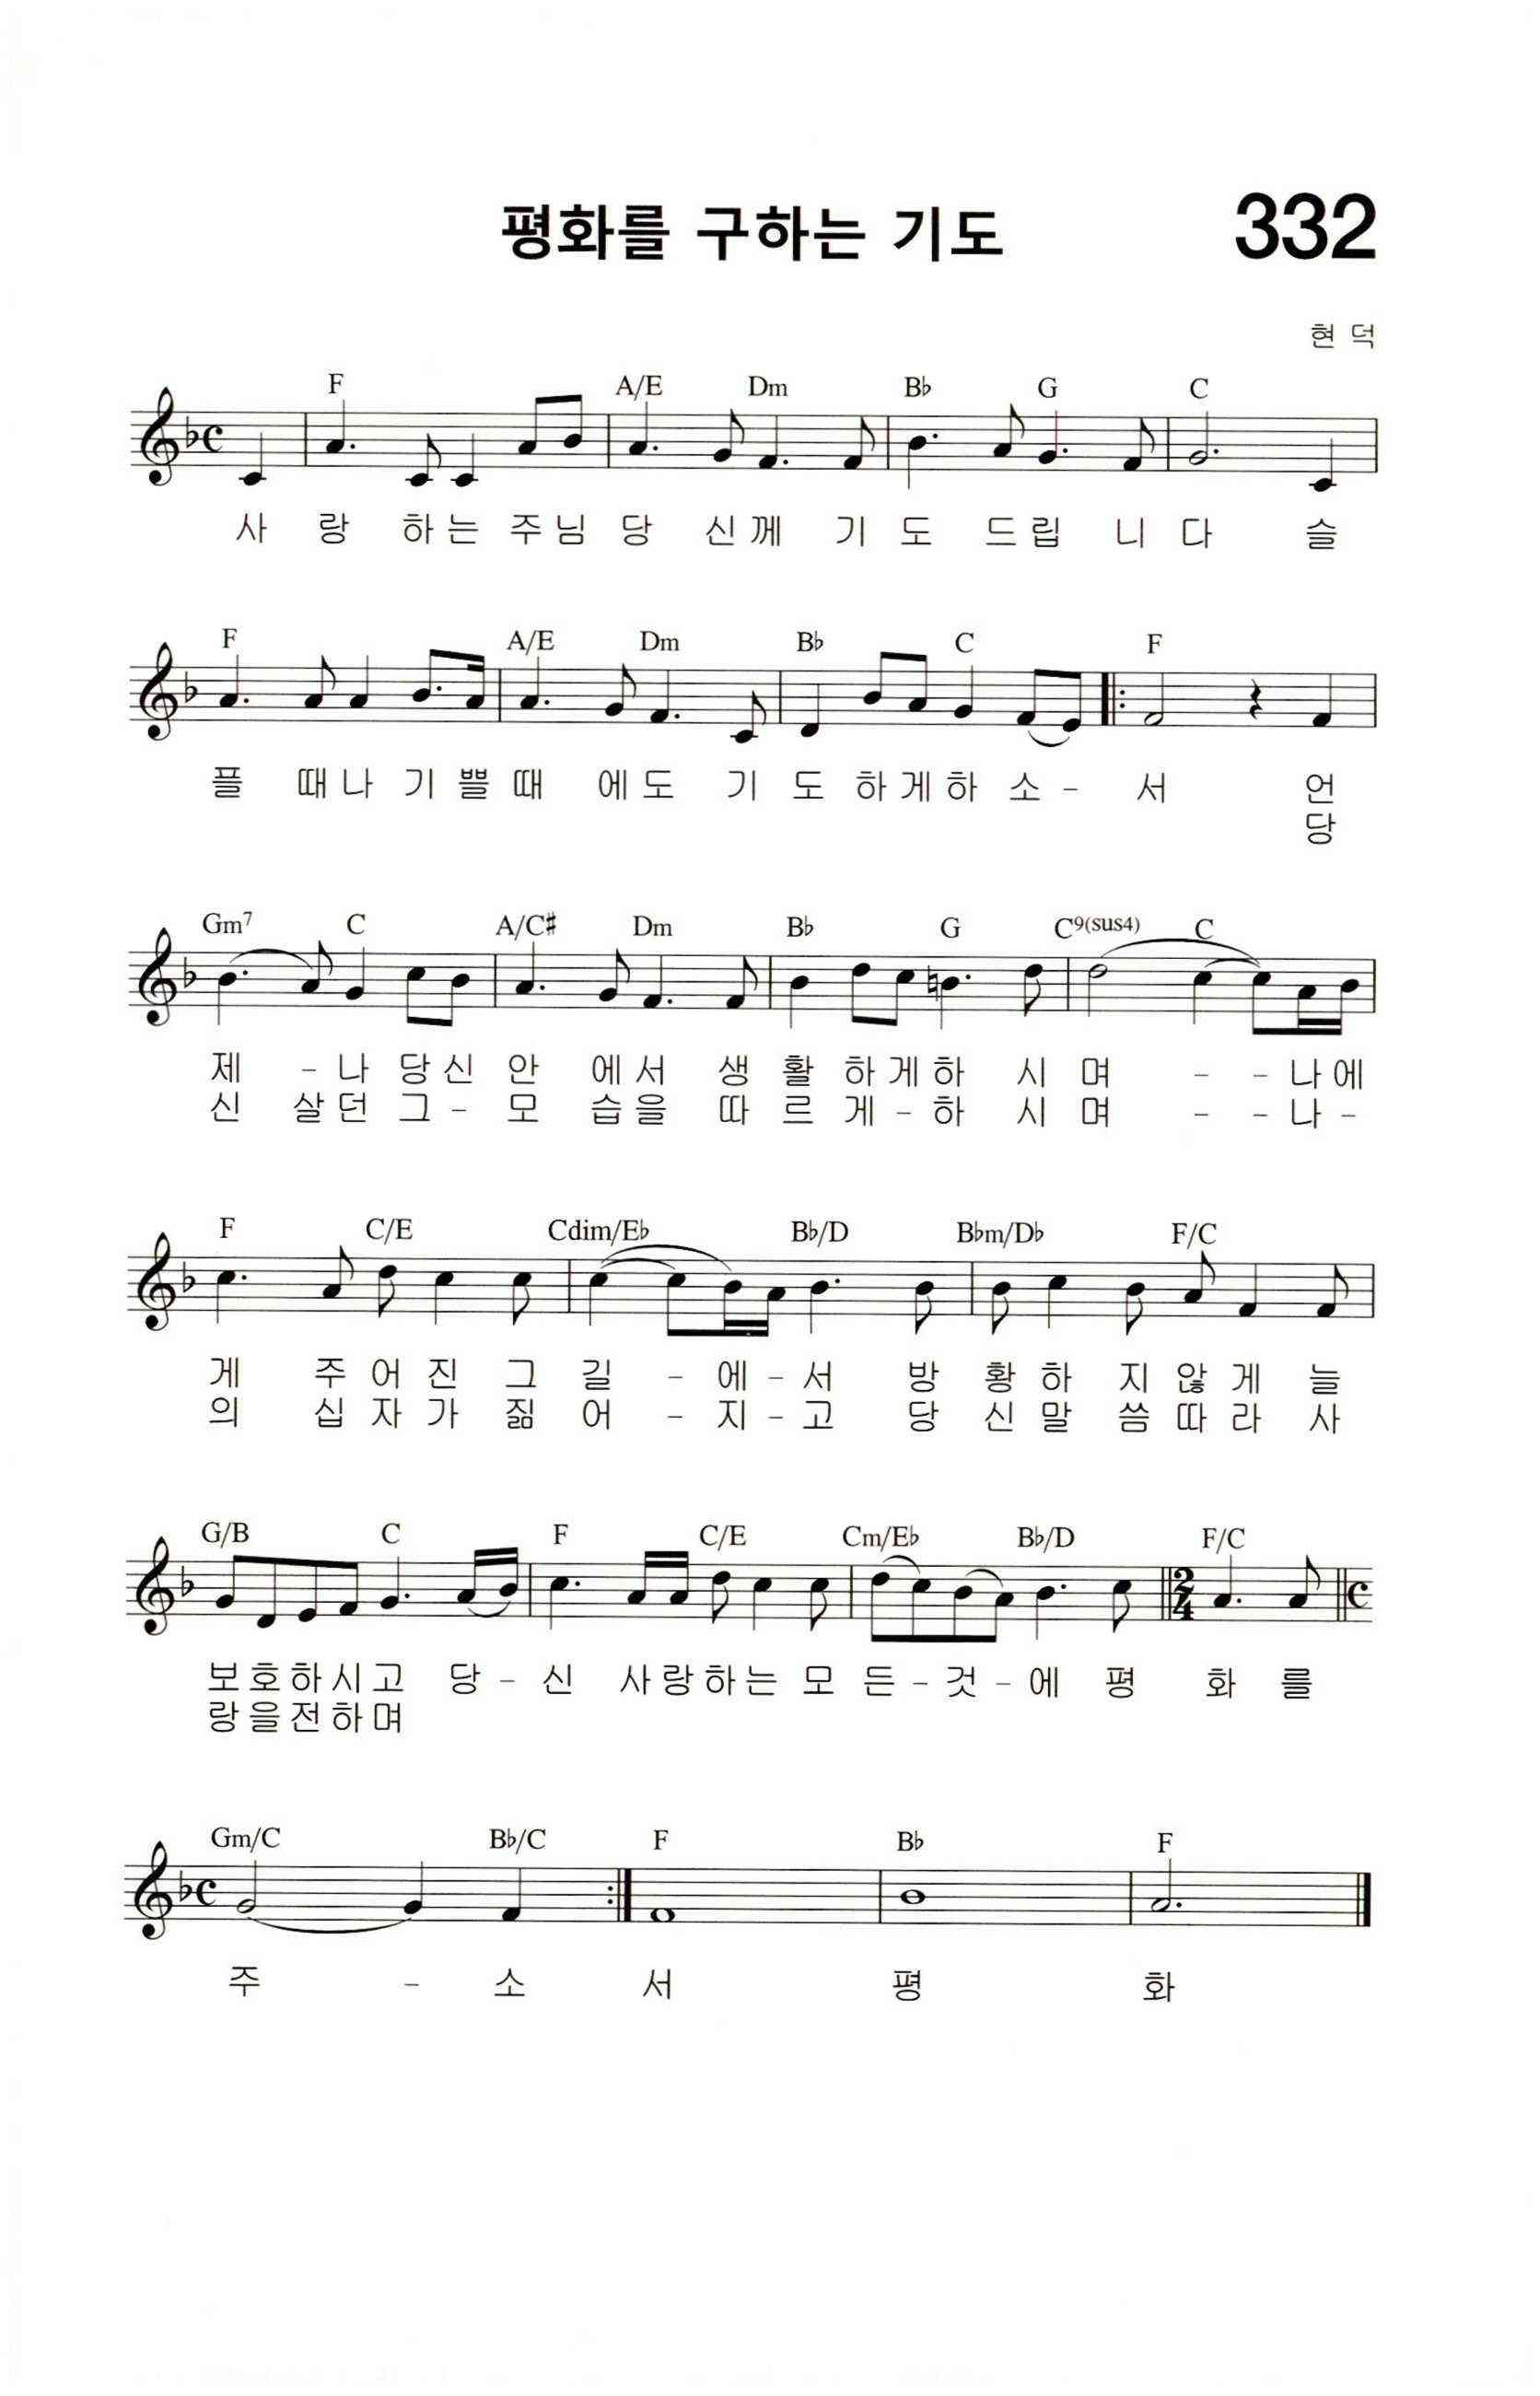 평화를 구하는 기도 332
현 덕
F A/E Dm B♭ G C
사 랑 하 는 주 님 당 신 께 기 도 드 립 니 다 슬
F A/E Dm B♭ C F
플 때 나 기 쁠 때 에 도 기 도 하 게 하 소 - 서 언
당
Gm7 C A/C♯ Dm B♭ G C9(sus4) C
제 - 나 당 신 안 에 서 생 활 하 게 하 시 며 - - 나 에
신 살 던 그 - 모 습 을 따 르 게 - 하 시 며 - - 나 -
F C/E Cdim/E♭ B♭/D B♭m/D♭ F/C
게 주 어 진 그 길 - 에 - 서 방 황 하 지 않 게 늘
의 십 자 가 짊 어 - 지 - 고 당 신 말 씀 따 라 사
G/B C F C/E Cm/E♭ B♭/D F/C
2
4
보 호 하 시 고 당 - 신 사 랑 하 는 모 든 - 것 - 에 평 화 를
랑 을 전 하 며
Gm/C B♭/C F B♭ F
주 - 소 서 평 화